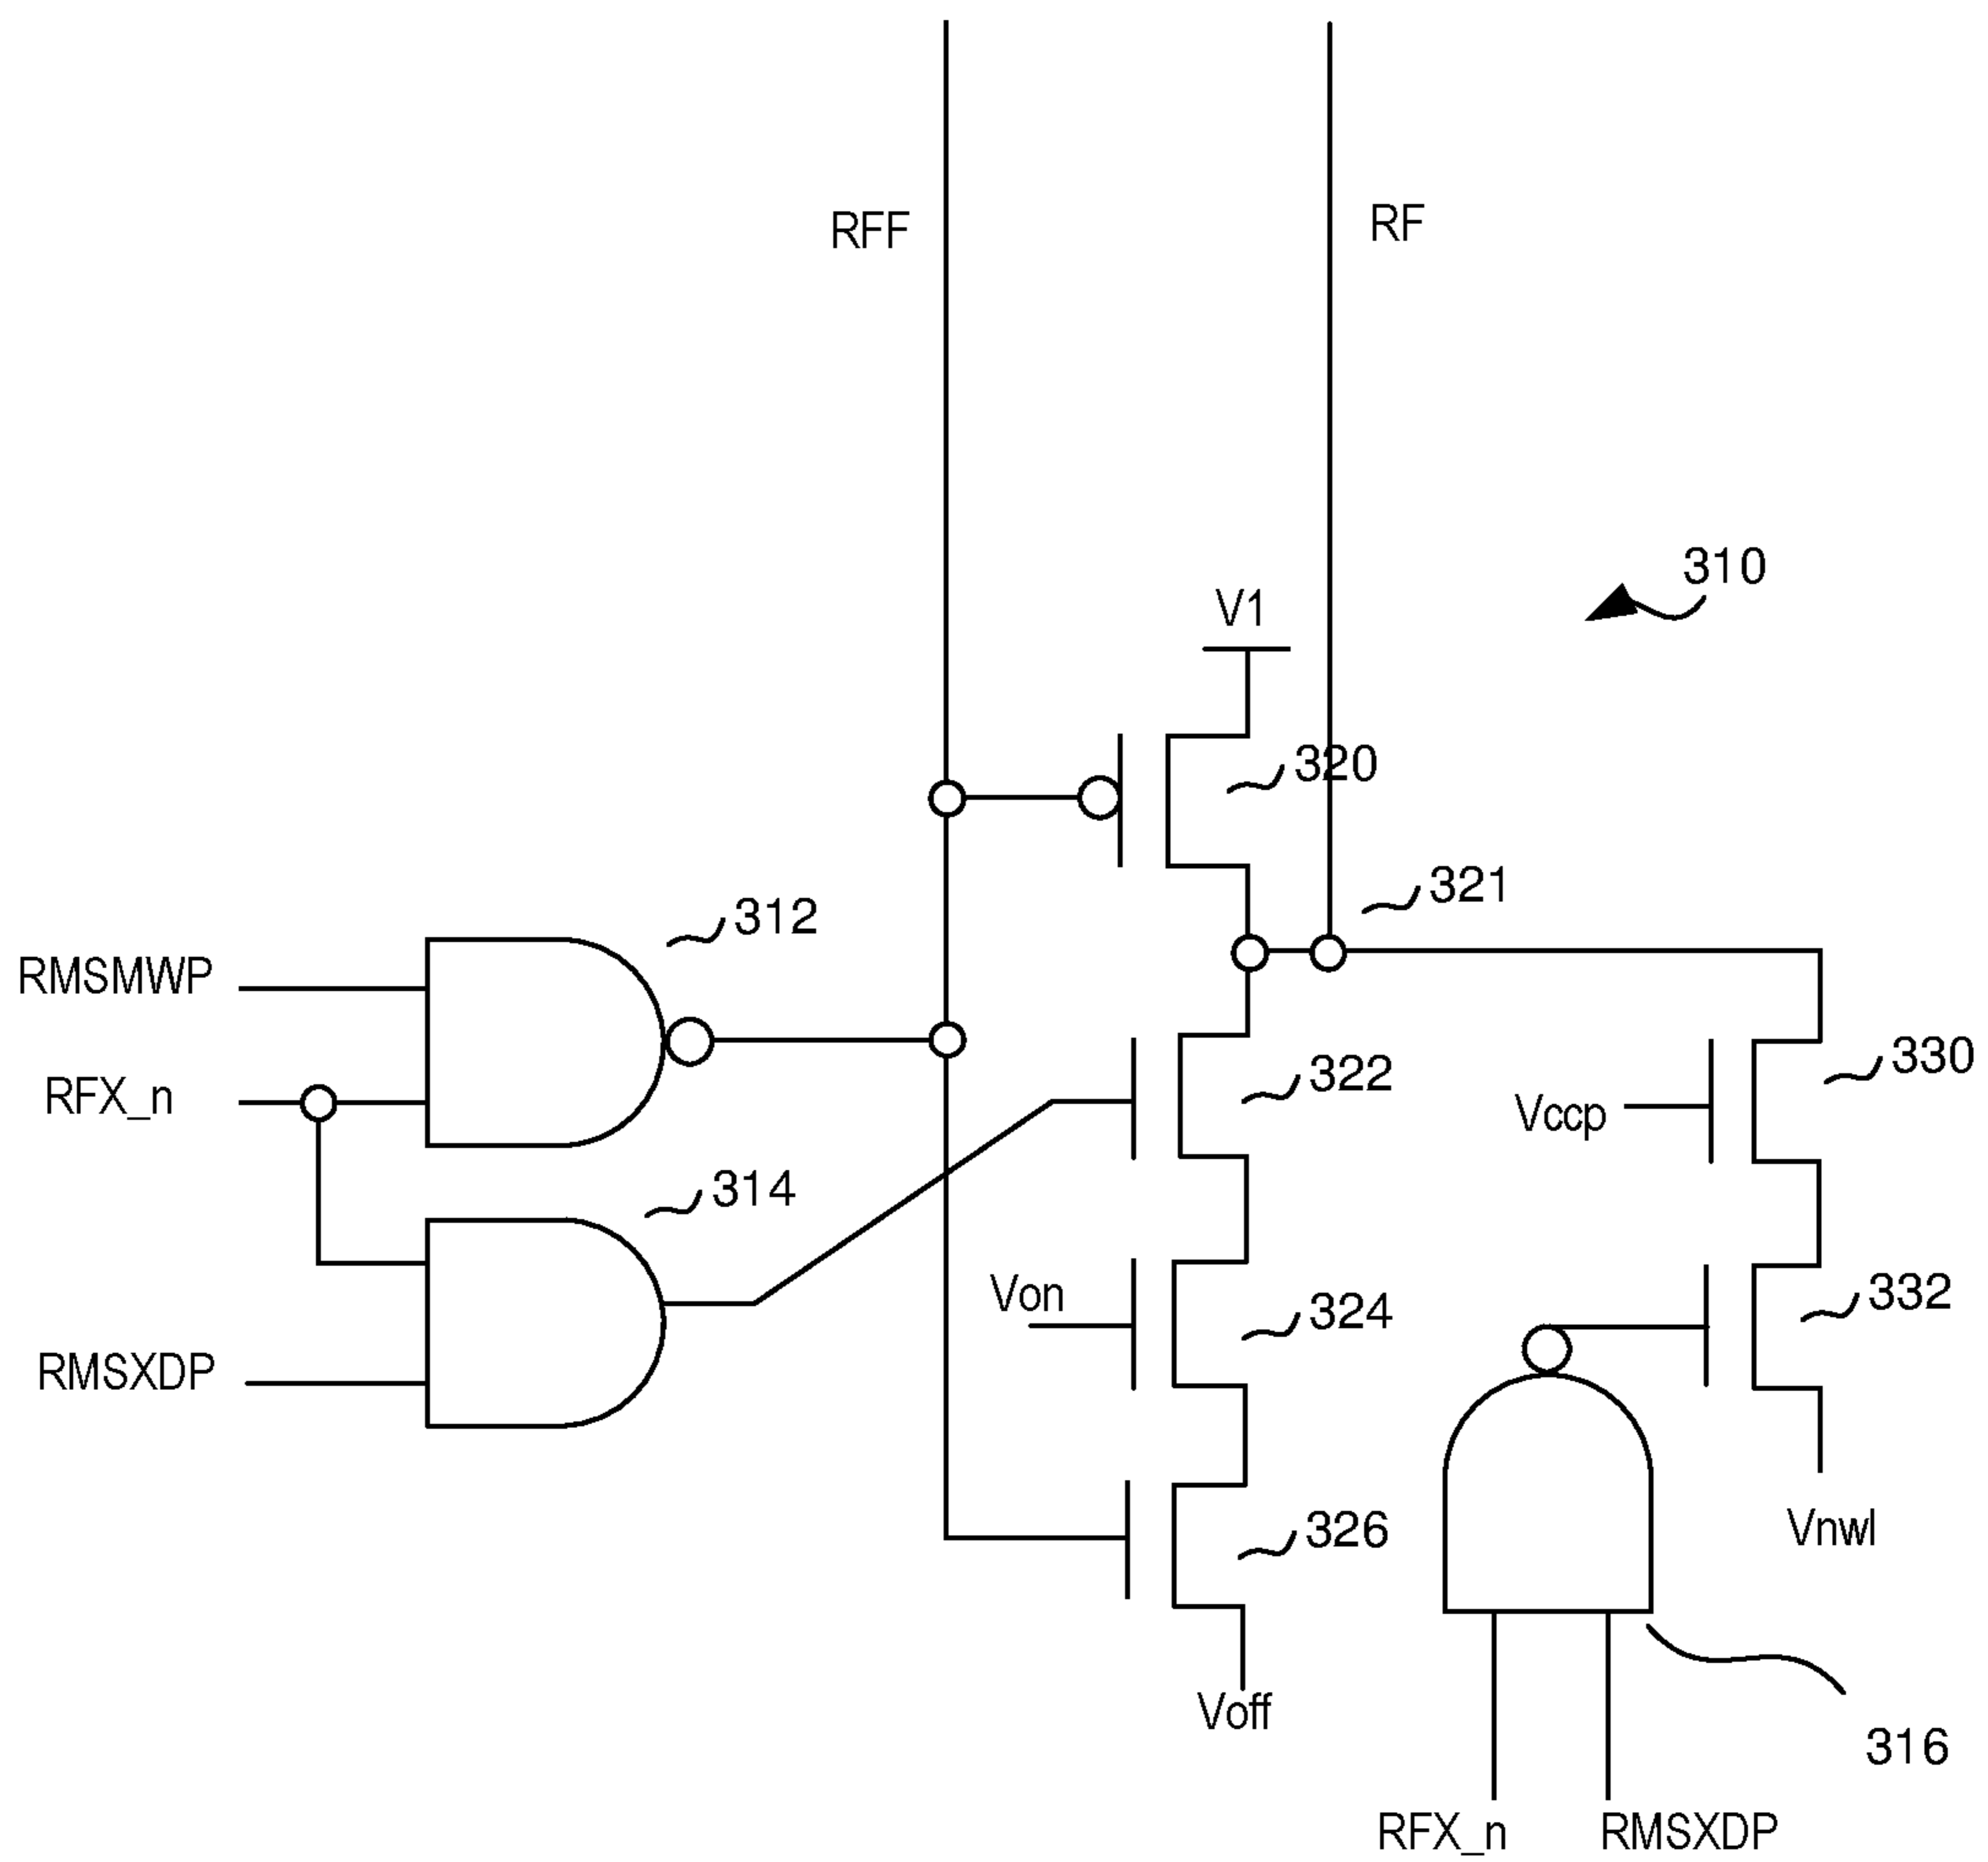 RFF
RF
310
V1
320
321
312
RMSMWP
322
330
RFX_n
Vccp
314
Von
324
332
RMSXDP
326
Vnwl
Voff
316
RFX_n
RMSXDP